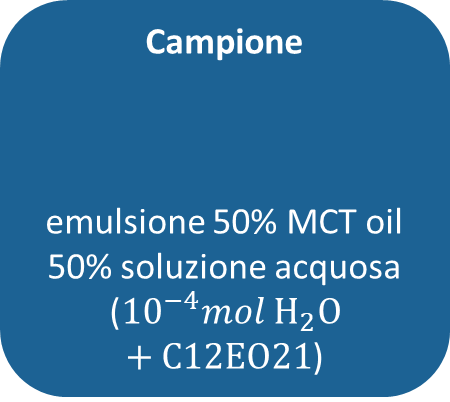 Campione
emulsione 50% MCT oil
50% soluzione acquosa
(10⁻⁴mol H₂O
+ C12EO21)